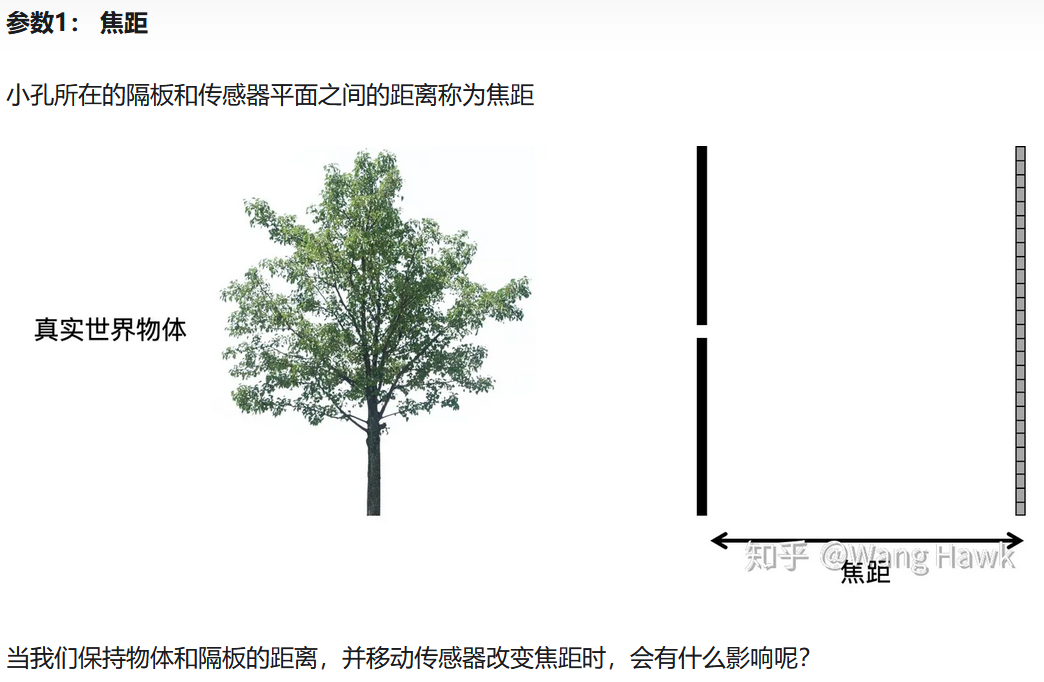 参数1： 焦距
小孔所在的隔板和传感器平面之间的距离称为焦距
真实世界物体
知乎 @Wang Hawk
焦距
当我们保持物体和隔板的距离，并移动传感器改变焦距时，会有什么影响呢？